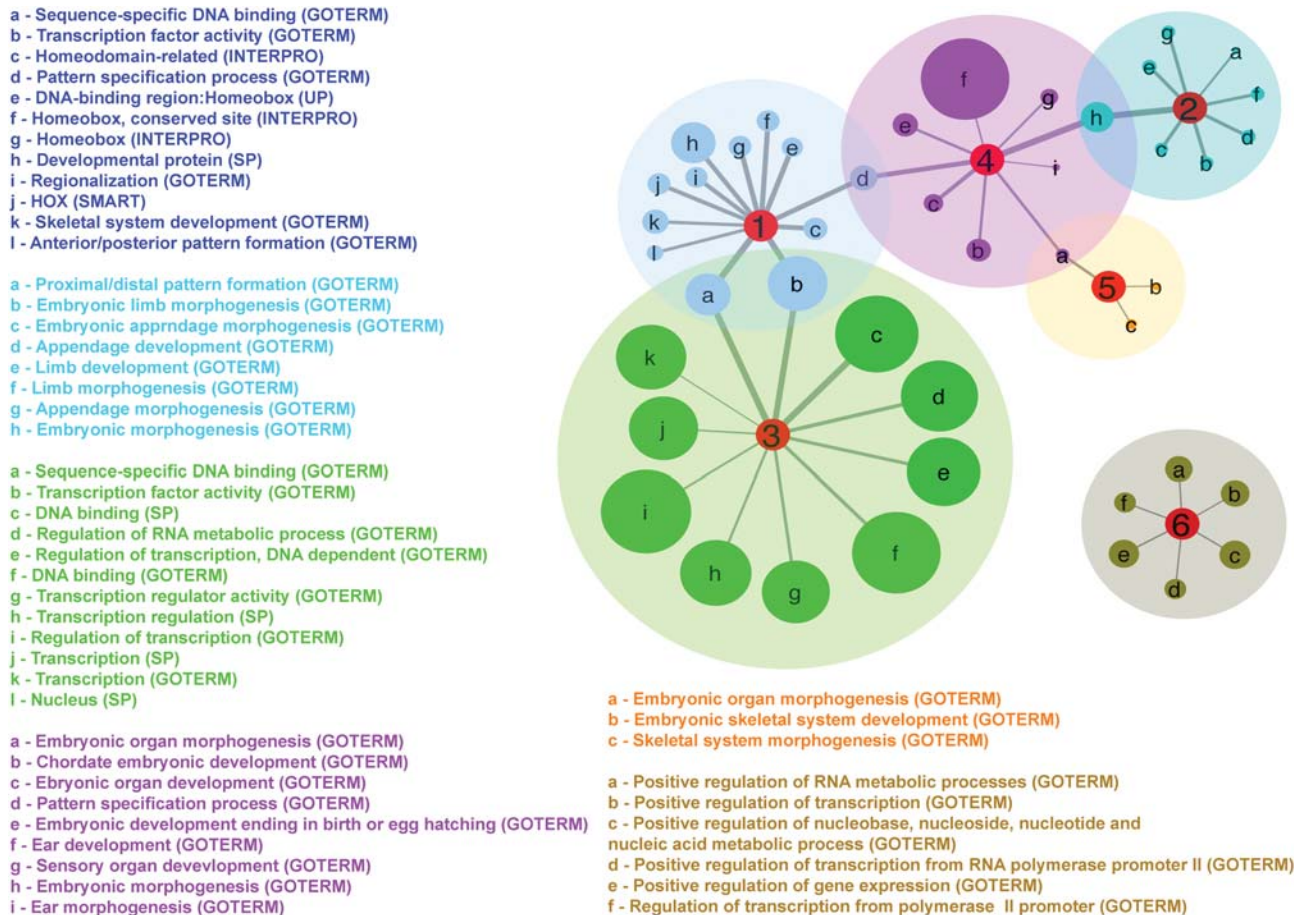 a - Sequence-specific DNA binding (GOTERM)
b - Transcription factor activity (GOTERM)
c - Homeodomain-related (INTERPRO)
d - Pattern specification process (GOTERM)
e - DNA-binding region:Homeobox (UP)
f - Homeobox, conserved site (INTERPRO)
g - Homeobox (INTERPRO)
h - Developmental protein (SP)
i - Regionalization (GOTERM)
j - HOX (SMART)
k - Skeletal system development (GOTERM)
l - Anterior/posterior pattern formation (GOTERM)
a - Proximal/distal pattern formation (GOTERM)
b - Embryonic limb morphogenesis (GOTERM)
c - Embryonic apprndage morphogenesis (GOTERM)
d - Appendage development (GOTERM)
e - Limb development (GOTERM)
f - Limb morphogenesis (GOTERM)
g - Appendage morphogenesis (GOTERM)
h - Embryonic morphogenesis (GOTERM)
a - Sequence-specific DNA binding (GOTERM)
b - Transcription factor activity (GOTERM)
c - DNA binding (SP)
d - Regulation of RNA metabolic process (GOTERM)
e - Regulation of transcription, DNA dependent (GOTERM)
f - DNA binding (GOTERM)
g - Transcription regulator activity (GOTERM)
h - Transcription regulation (SP)
i - Regulation of transcription (GOTERM)
j - Transcription (SP)
k - Transcription (GOTERM)
l - Nucleus (SP)
a - Embryonic organ morphogenesis (GOTERM)
b - Chordate embryonic development (GOTERM)
c - Ebryonic organ development (GOTERM)
d - Pattern specification process (GOTERM)
e - Embryonic development ending in birth or egg hatching (GOTERM)
f - Ear development (GOTERM)
g - Sensory organ devlopment (GOTERM)
h - Embryonic morphogenesis (GOTERM)
i - Ear morphogenesis (GOTERM)
a - Embryonic organ morphogenesis (GOTERM)
b - Embryonic skeletal system development (GOTERM)
c - Skeletal system morphogenesis (GOTERM)
a - Positive regulation of RNA metabolic processes (GOTERM)
b - Positive regulation of transcription (GOTERM)
c - Positive regulation of nucleobase, nucleoside, nucleotide and
nucleic acid metabolic process (GOTERM)
d - Positive regulation of transcription from RNA polymerase promoter II (GOTERM)
e - Positive regulation of gene expression (GOTERM)
f - Regulation of transcription from polymerase II promoter (GOTERM)
1
a
b
c
d
e
f
g
h
i
j
k
l
2
a
b
c
d
e
f
g
h
3
c
d
e
f
g
h
i
j
k
4
a
b
c
e
f
g
i
5
b
c
6
a
b
c
d
e
f